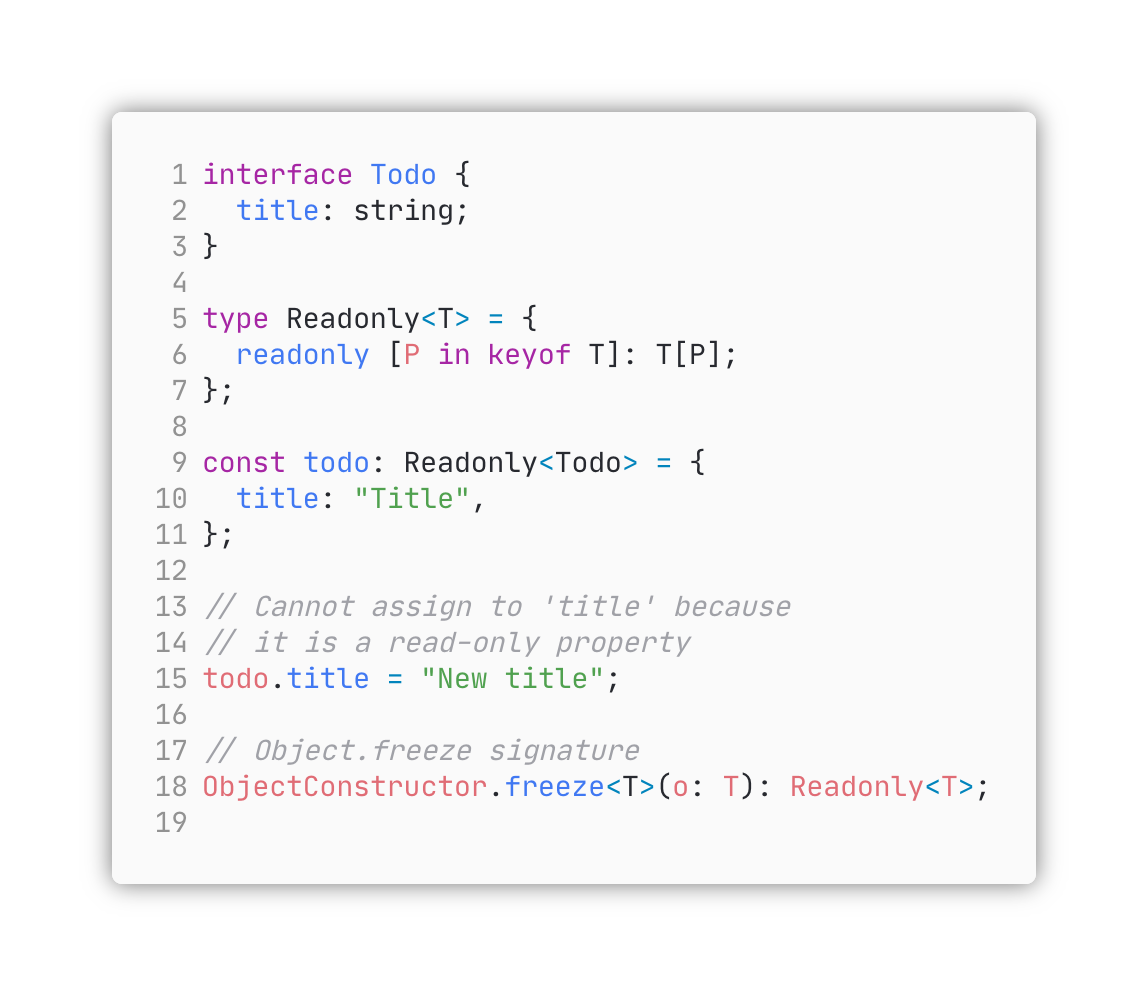 1 interface Todo {
2   title: string;
3 }
4
5 type Readonly<T> = {
6   readonly [P in keyof T]: T[P];
7 };
8
9 const todo: Readonly<Todo> = {
10   title: "Title",
11 };
12
13 // Cannot assign to 'title' because
14 // it is a read-only property
15 todo.title = "New title";
16
17 // Object.freeze signature
18 ObjectConstructor.freeze<T>(o: T): Readonly<T>;
19